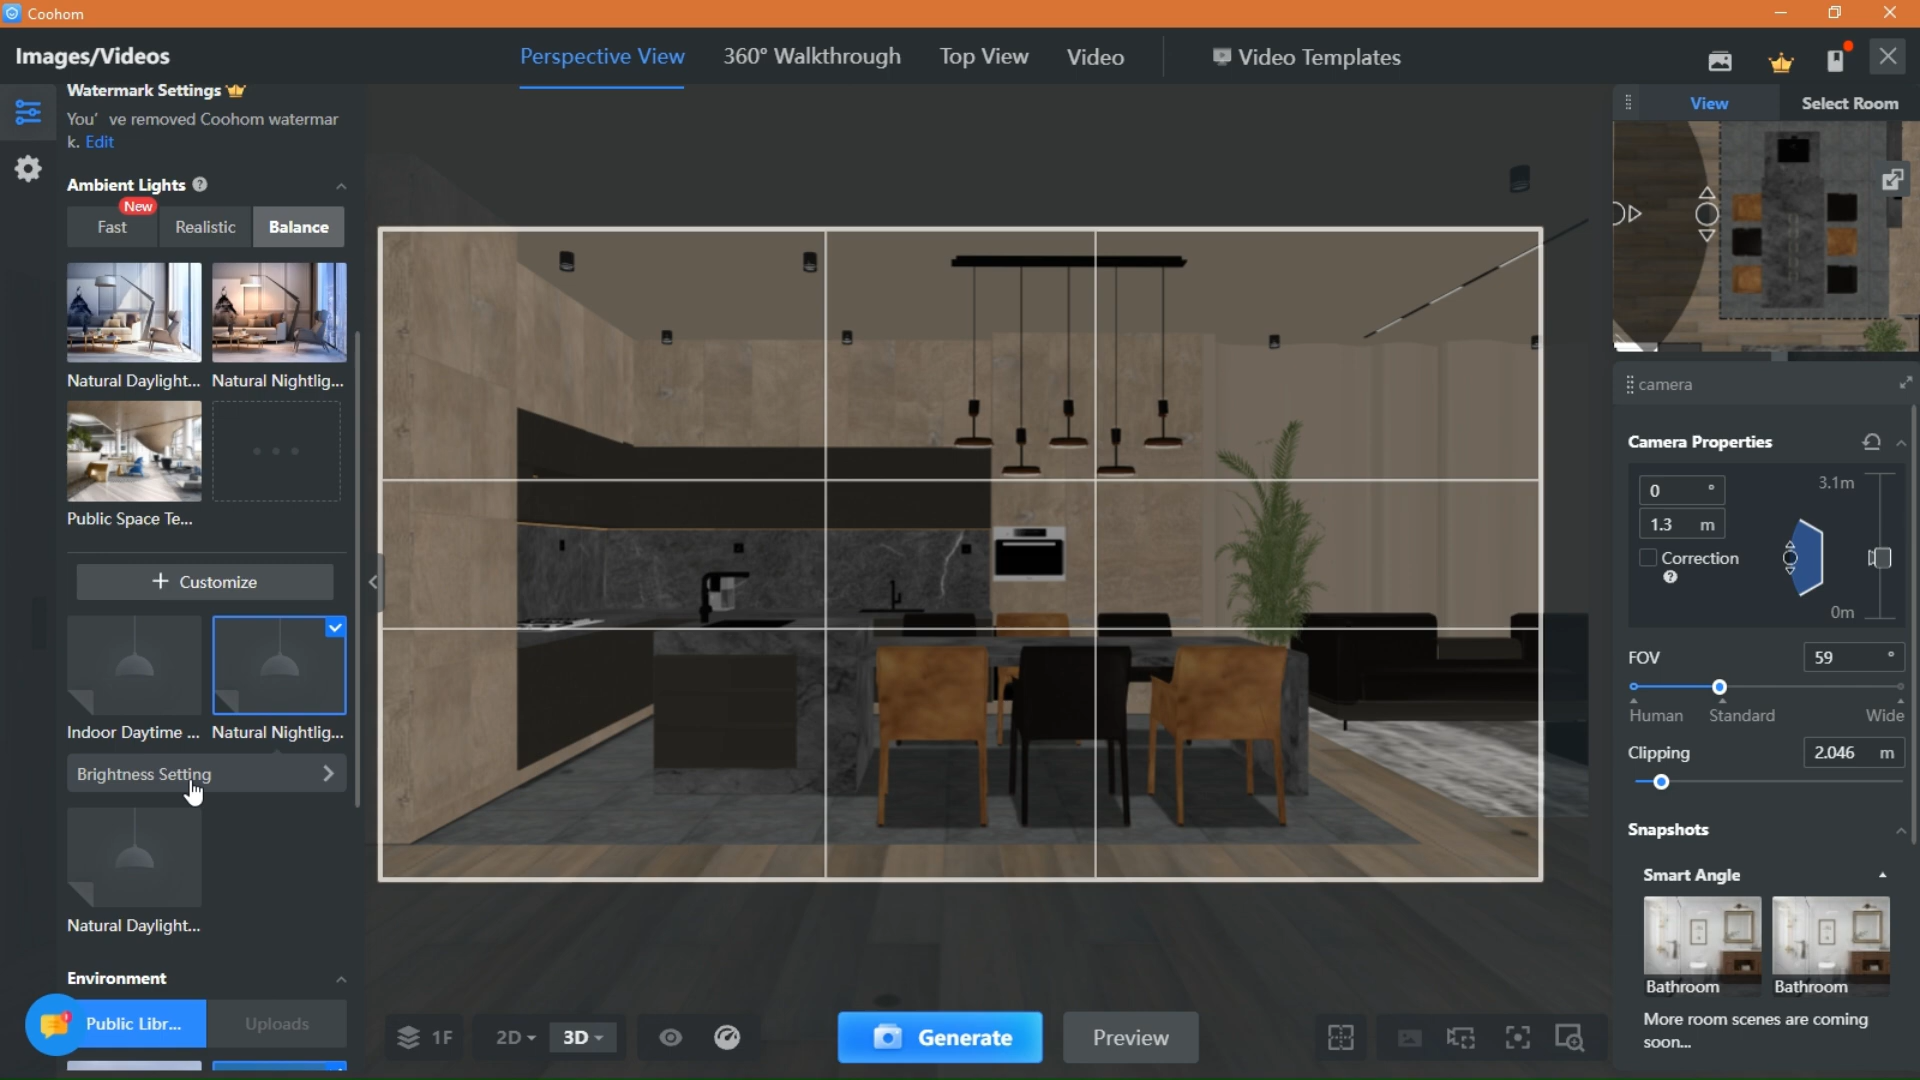 Coohom
Images/Videos
Perspective View
360° Walkthrough
Top View
Video
Video Templates
Watermark Settings
You' ve removed Coohom watermar
k. Edit
Ambient Lights ?
New
Fast
Realistic
Balance
Natural Daylight...
Natural Nightlig...
Public Space Te...
+ Customize
Indoor Daytime ...
Natural Nightlig...
Brightness Setting
Natural Daylight...
Environment
Public Libr...
Uploads
1F
2D
3D
Generate
Preview
View
Select Room
camera
Camera Properties
0 °
3.1m
1.3 m
Correction
?
0m
FOV
59 °
Human
Standard
Wide
Clipping
2.046 m
Snapshots
Smart Angle
Bathroom
Bathroom
More room scenes are coming
soon...